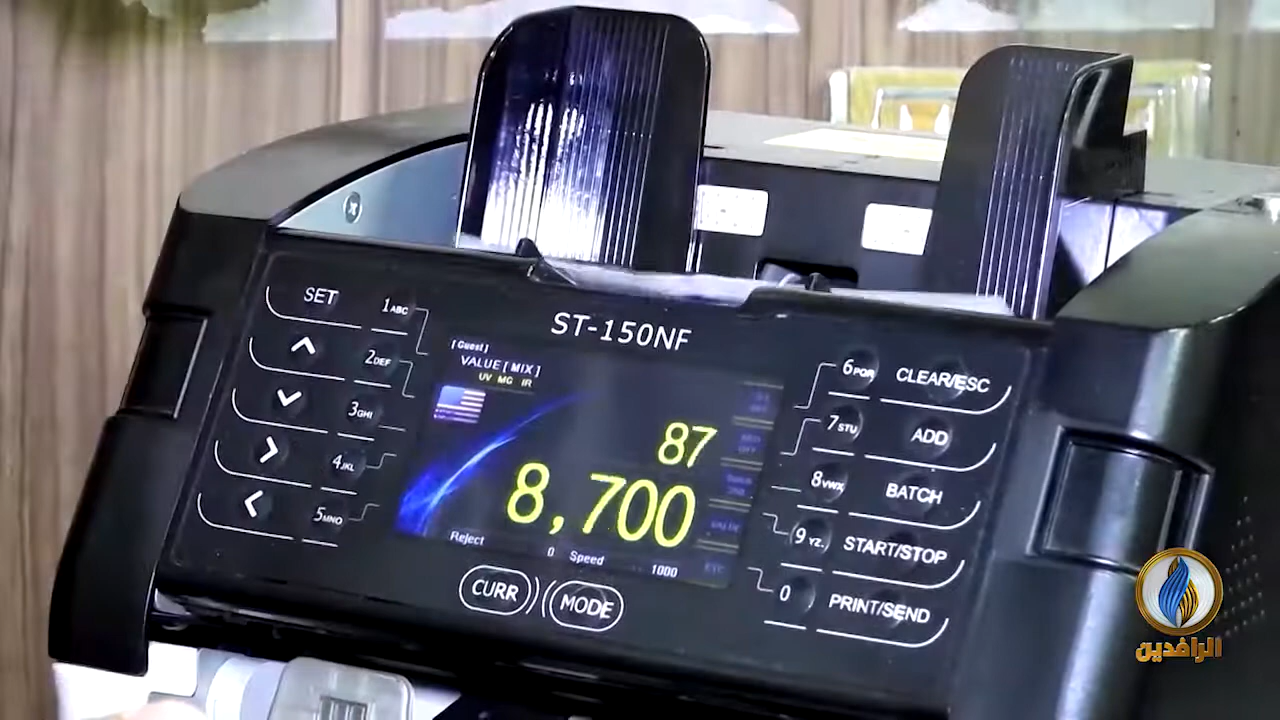 ST-150NF
SET
1ABC
2DEF
3GHI
4JKL
5MNO
[ Guest ]
VALUE [ MIX ]
UV MG IR
87
8,700
Reject 0 Speed 1000
CURR
MODE
6PQR CLEAR/ESC
7STU ADD
8VWX BATCH
9YZ. START/STOP
0 PRINT/SEND
الرافدين